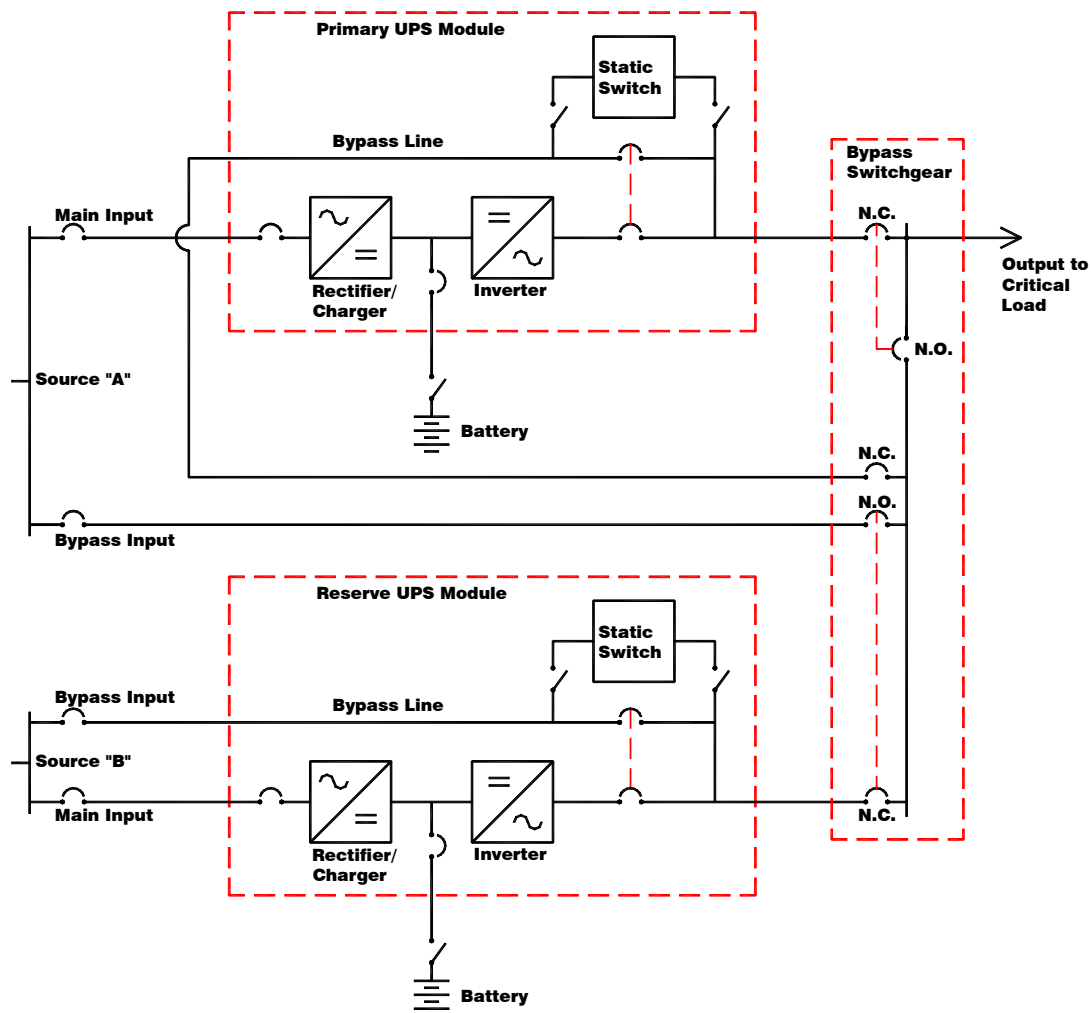 Primary UPS Module
Static
Switch
Bypass Line
Bypass
Switchgear
Main Input
N.C.
Output to
Critical
Load
Rectifier/
Charger
Inverter
N.O.
Source "A"
Battery
N.C.
N.O.
Bypass Input
Reserve UPS Module
Static
Switch
Bypass Input
Bypass Line
Source "B"
Main Input
N.C.
Rectifier/
Charger
Inverter
Battery